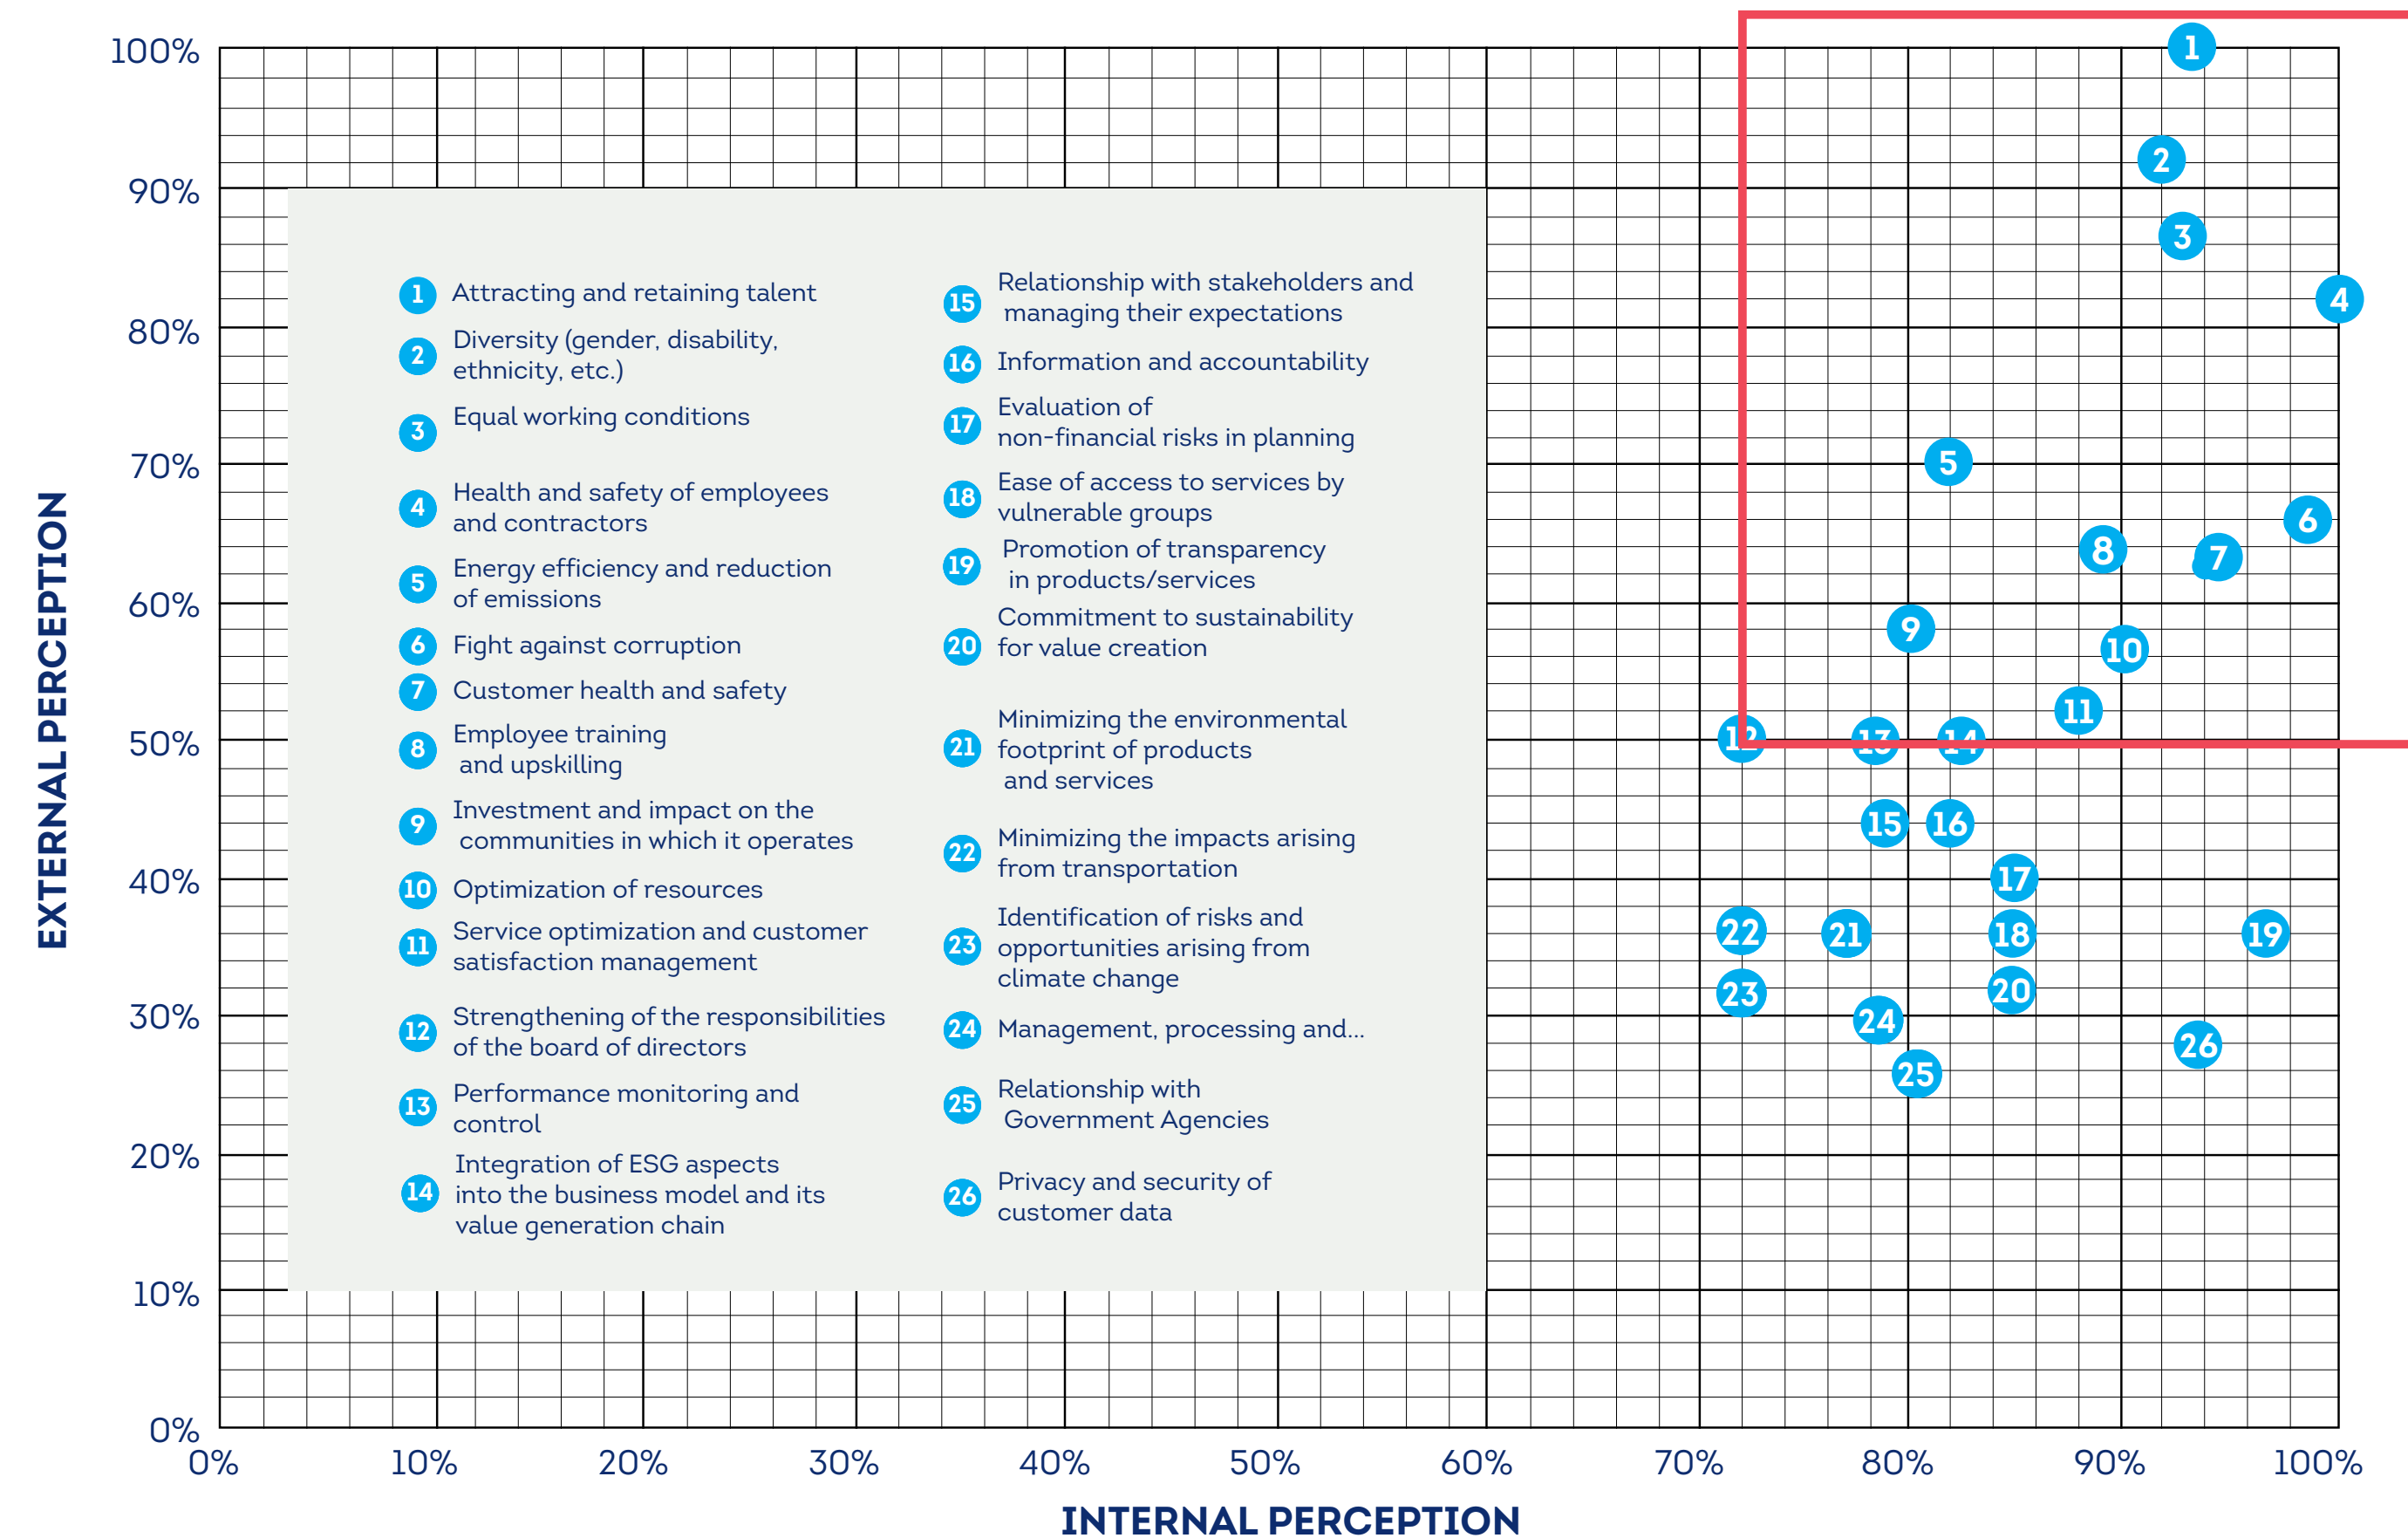 EXTERNAL PERCEPTION
100%
90%
80%
70%
60%
50%
40%
30%
20%
10%
0%
1 Attracting and retaining talent
2 Diversity (gender, disability,
ethnicity, etc.)
3 Equal working conditions
4 Health and safety of employees
and contractors
5 Energy efficiency and reduction
of emissions
6 Fight against corruption
7 Customer health and safety
8 Employee training
and upskilling
9 Investment and impact on the
communities in which it operates
10 Optimization of resources
11 Service optimization and customer
satisfaction management
12 Strengthening of the responsibilities
of the board of directors
13 Performance monitoring and
control
14 Integration of ESG aspects
into the business model and its
value generation chain
15 Relationship with stakeholders and
managing their expectations
16 Information and accountability
17 Evaluation of
non-financial risks in planning
18 Ease of access to services by
vulnerable groups
19 Promotion of transparency
in products/services
20 Commitment to sustainability
for value creation
21 Minimizing the environmental
footprint of products
and services
22 Minimizing the impacts arising
from transportation
23 Identification of risks and
opportunities arising from
climate change
24 Management, processing and...
25 Relationship with
Government Agencies
26 Privacy and security of
customer data
1
2
3
4
5
6
8
7
9
10
11
12
13
14
15
16
17
22
21
18
19
23
20
24
26
25
0%
10%
20%
30%
40%
50%
60%
70%
80%
90%
100%
INTERNAL PERCEPTION